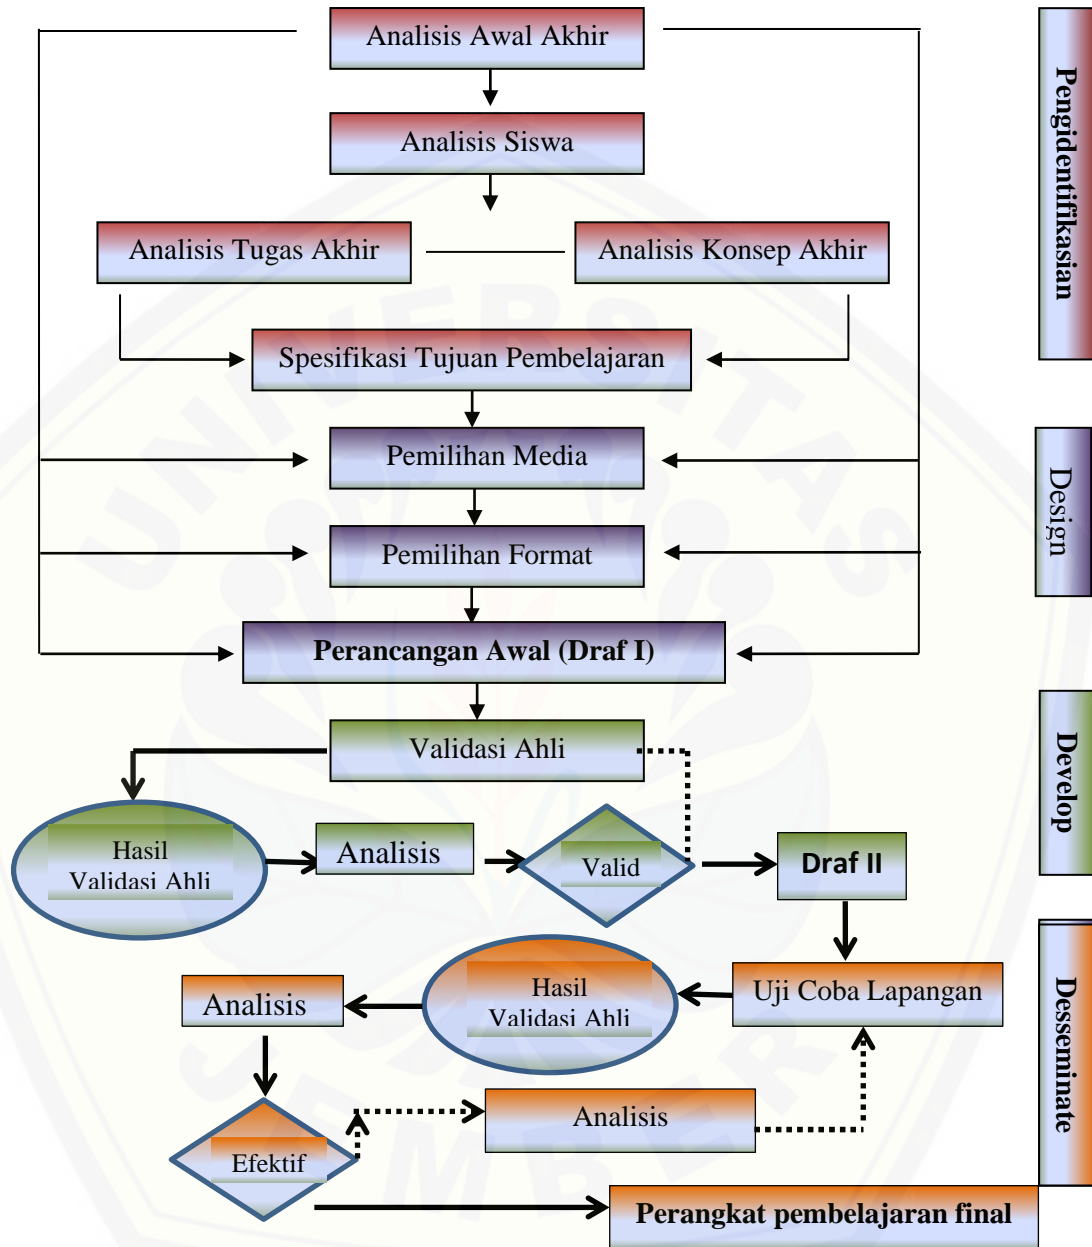 Analisis Awal Akhir
Pengidentifikasian
Analisis Siswa
Analisis Tugas Akhir
Analisis Konsep Akhir
Spesifikasi Tujuan Pembelajaran
Pemilihan Media
Design
Pemilihan Format
Perancangan Awal (Draf I)
Validasi Ahli
Develop
Hasil
Validasi Ahli
Analisis
Valid
Draf II
Uji Coba Lapangan
Hasil
Validasi Ahli
Analisis
Desseminate
Efektif
Analisis
Perangkat pembelajaran final
UNIVERSITAS
JEMBER